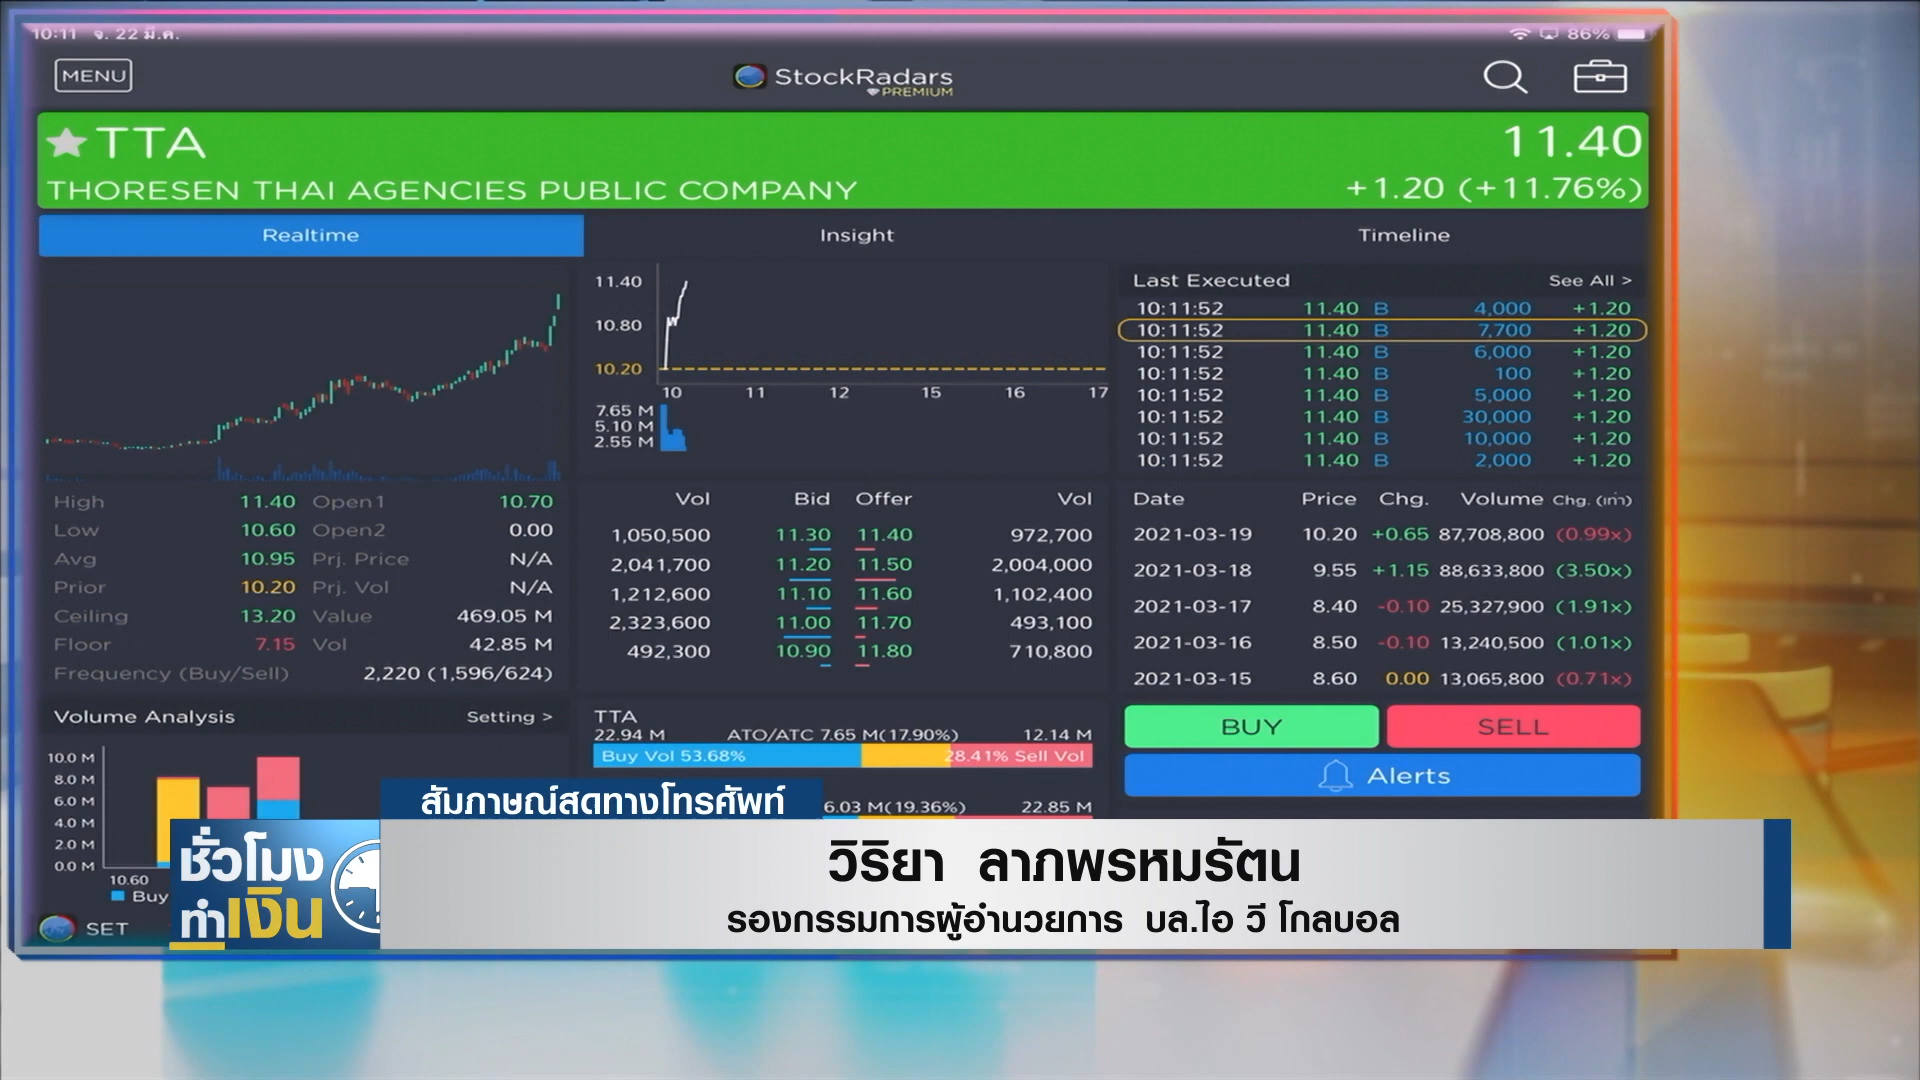 10:11 จ. 22 มี.ค.
86%
MENU
StockRadars
PREMIUM
TTA
11.40
THORESEN THAI AGENCIES PUBLIC COMPANY
+1.20 (+11.76%)
Realtime
Insight
Timeline
11.40
10.80
10.20
10 11 12 15 16 17
7.65 M
5.10 M
2.55 M
Last Executed See All >
10:11:52 11.40 B 4,000 +1.20
10:11:52 11.40 B 7,700 +1.20
10:11:52 11.40 B 6,000 +1.20
10:11:52 11.40 B 100 +1.20
10:11:52 11.40 B 5,000 +1.20
10:11:52 11.40 B 30,000 +1.20
10:11:52 11.40 B 10,000 +1.20
10:11:52 11.40 B 2,000 +1.20
High 11.40 Open1 10.70
Low 10.60 Open2 0.00
Avg 10.95 Prj. Price N/A
Prior 10.20 Prj. Vol N/A
Ceiling 13.20 Value 469.05 M
Floor 7.15 Vol 42.85 M
Frequency (Buy/Sell) 2,220 (1,596/624)
Vol Bid Offer Vol
1,050,500 11.30 11.40 972,700
2,041,700 11.20 11.50 2,004,000
1,212,600 11.10 11.60 1,102,400
2,323,600 11.00 11.70 493,100
492,300 10.90 11.80 710,800
Date Price Chg. Volume Chg. (เท่า)
2021-03-19 10.20 +0.65 87,708,800 (0.99x)
2021-03-18 9.55 +1.15 88,633,800 (3.50x)
2021-03-17 8.40 -0.10 25,327,900 (1.91x)
2021-03-16 8.50 -0.10 13,240,500 (1.01x)
2021-03-15 8.60 0.00 13,065,800 (0.71x)
Volume Analysis Setting >
10.0 M
8.0 M
6.0 M
4.0 M
2.0 M
0.0 M
10.60
Buy
TTA
22.94 M ATO/ATC 7.65 M(17.90%) 12.14 M
Buy Vol 53.68% 28.41% Sell Vol
6.03 M(19.36%) 22.85 M
BUY
SELL
Alerts
SET
สัมภาษณ์สดทางโทรศัพท์
ชั่วโมง
ทำเงิน
วิริยา ลาภพรหมรัตน
รองกรรมการผู้อำนวยการ บล.ไอ วี โกลบอล